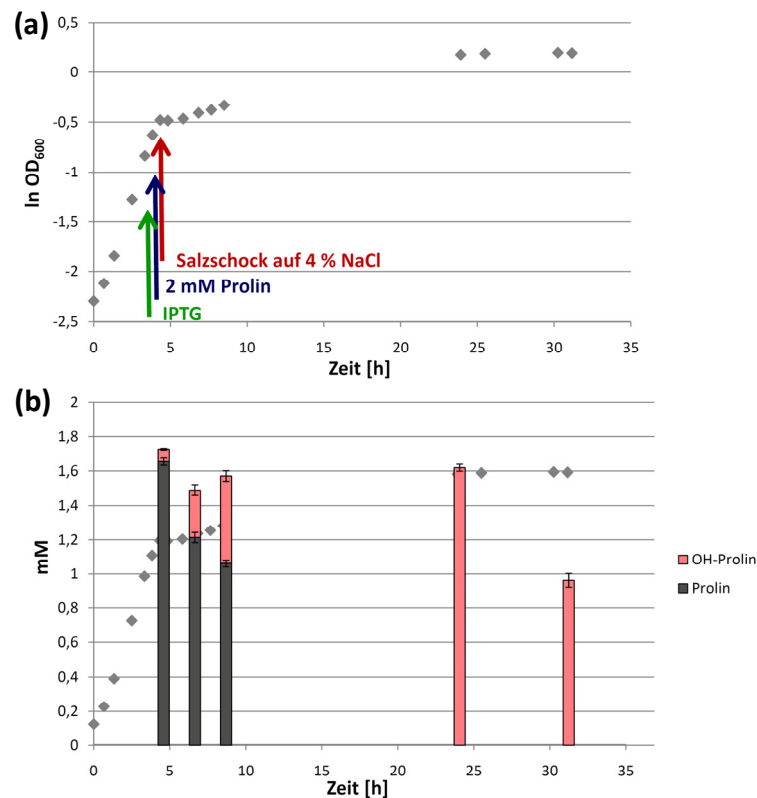 (a)
0,5
0
-0,5
-1
-1,5
-2
-2,5
ln OD600
Salzschock auf 4 % NaCl
2 mM Prolin
IPTG
0 5 10 15 20 25 30 35
Zeit [h]
(b)
2
1,8
1,6
1,4
1,2
1
0,8
0,6
0,4
0,2
0
mM
OH-Prolin
Prolin
0 5 10 15 20 25 30 35
Zeit [h]